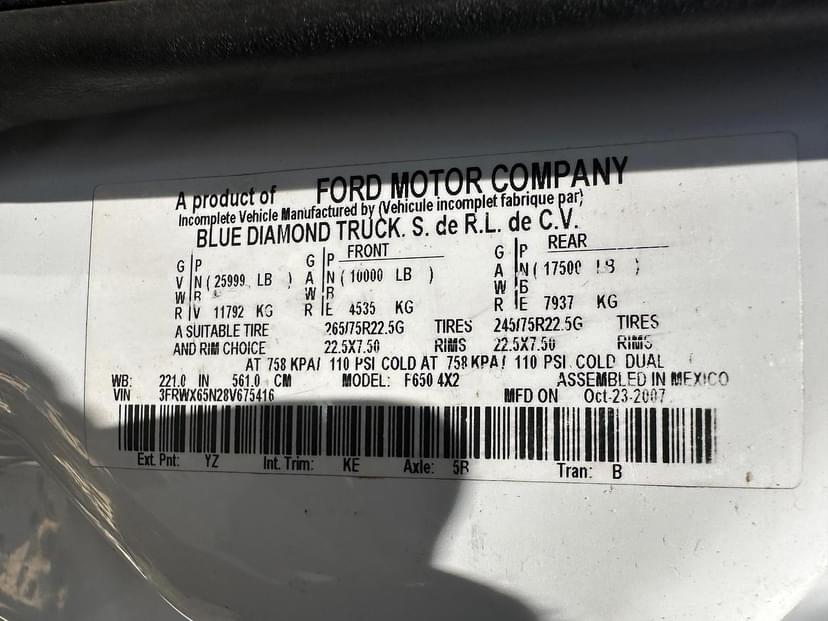 A product of FORD MOTOR COMPANY
Incomplete Vehicle Manufactured by (Vehicule incomplet fabrique par)
BLUE DIAMOND TRUCK. S. de R.L. de C.V.
G P G P FRONT G P REAR
V N ( 25999 LB ) A N ( 10000 LB ) A N ( 17500 LB )
W B W B W B
R V 11792 KG R E 4535 KG R E 7937 KG
A SUITABLE TIRE 265/75R22.5G TIRES 245/75R22.5G TIRES
AND RIM CHOICE 22.5X7.50 RIMS 22.5X7.50 RIMS
AT 758 KPA/ 110 PSI COLD AT 758 KPA/ 110 PSI COLD DUAL
WB: 221.0 IN 561.0 CM MODEL: F650 4X2 ASSEMBLED IN MEXICO
VIN 3FRWX65N28V675416 MFD ON Oct-23-2007
Ext. Pnt: YZ Int. Trim: KE Axle: 5R Tran: B